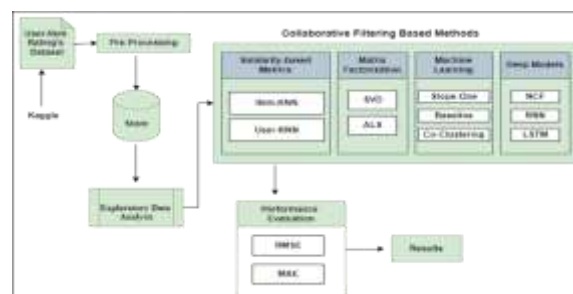 User-Item
Rating's
Dataset
Pre Processing
Kaggle
Store
Exploratory Data
Analysis
Collaborative Filtering Based Methods
Similarity based
Metrics
Item-KNN
User-KNN
Matrix
Factorization
SVD
ALS
Machine
Learning
Slope One
Baseline
Co-Clustering
Deep Models
NCF
RNN
LSTM
Performance
Evaluation
RMSE
MAE
Results